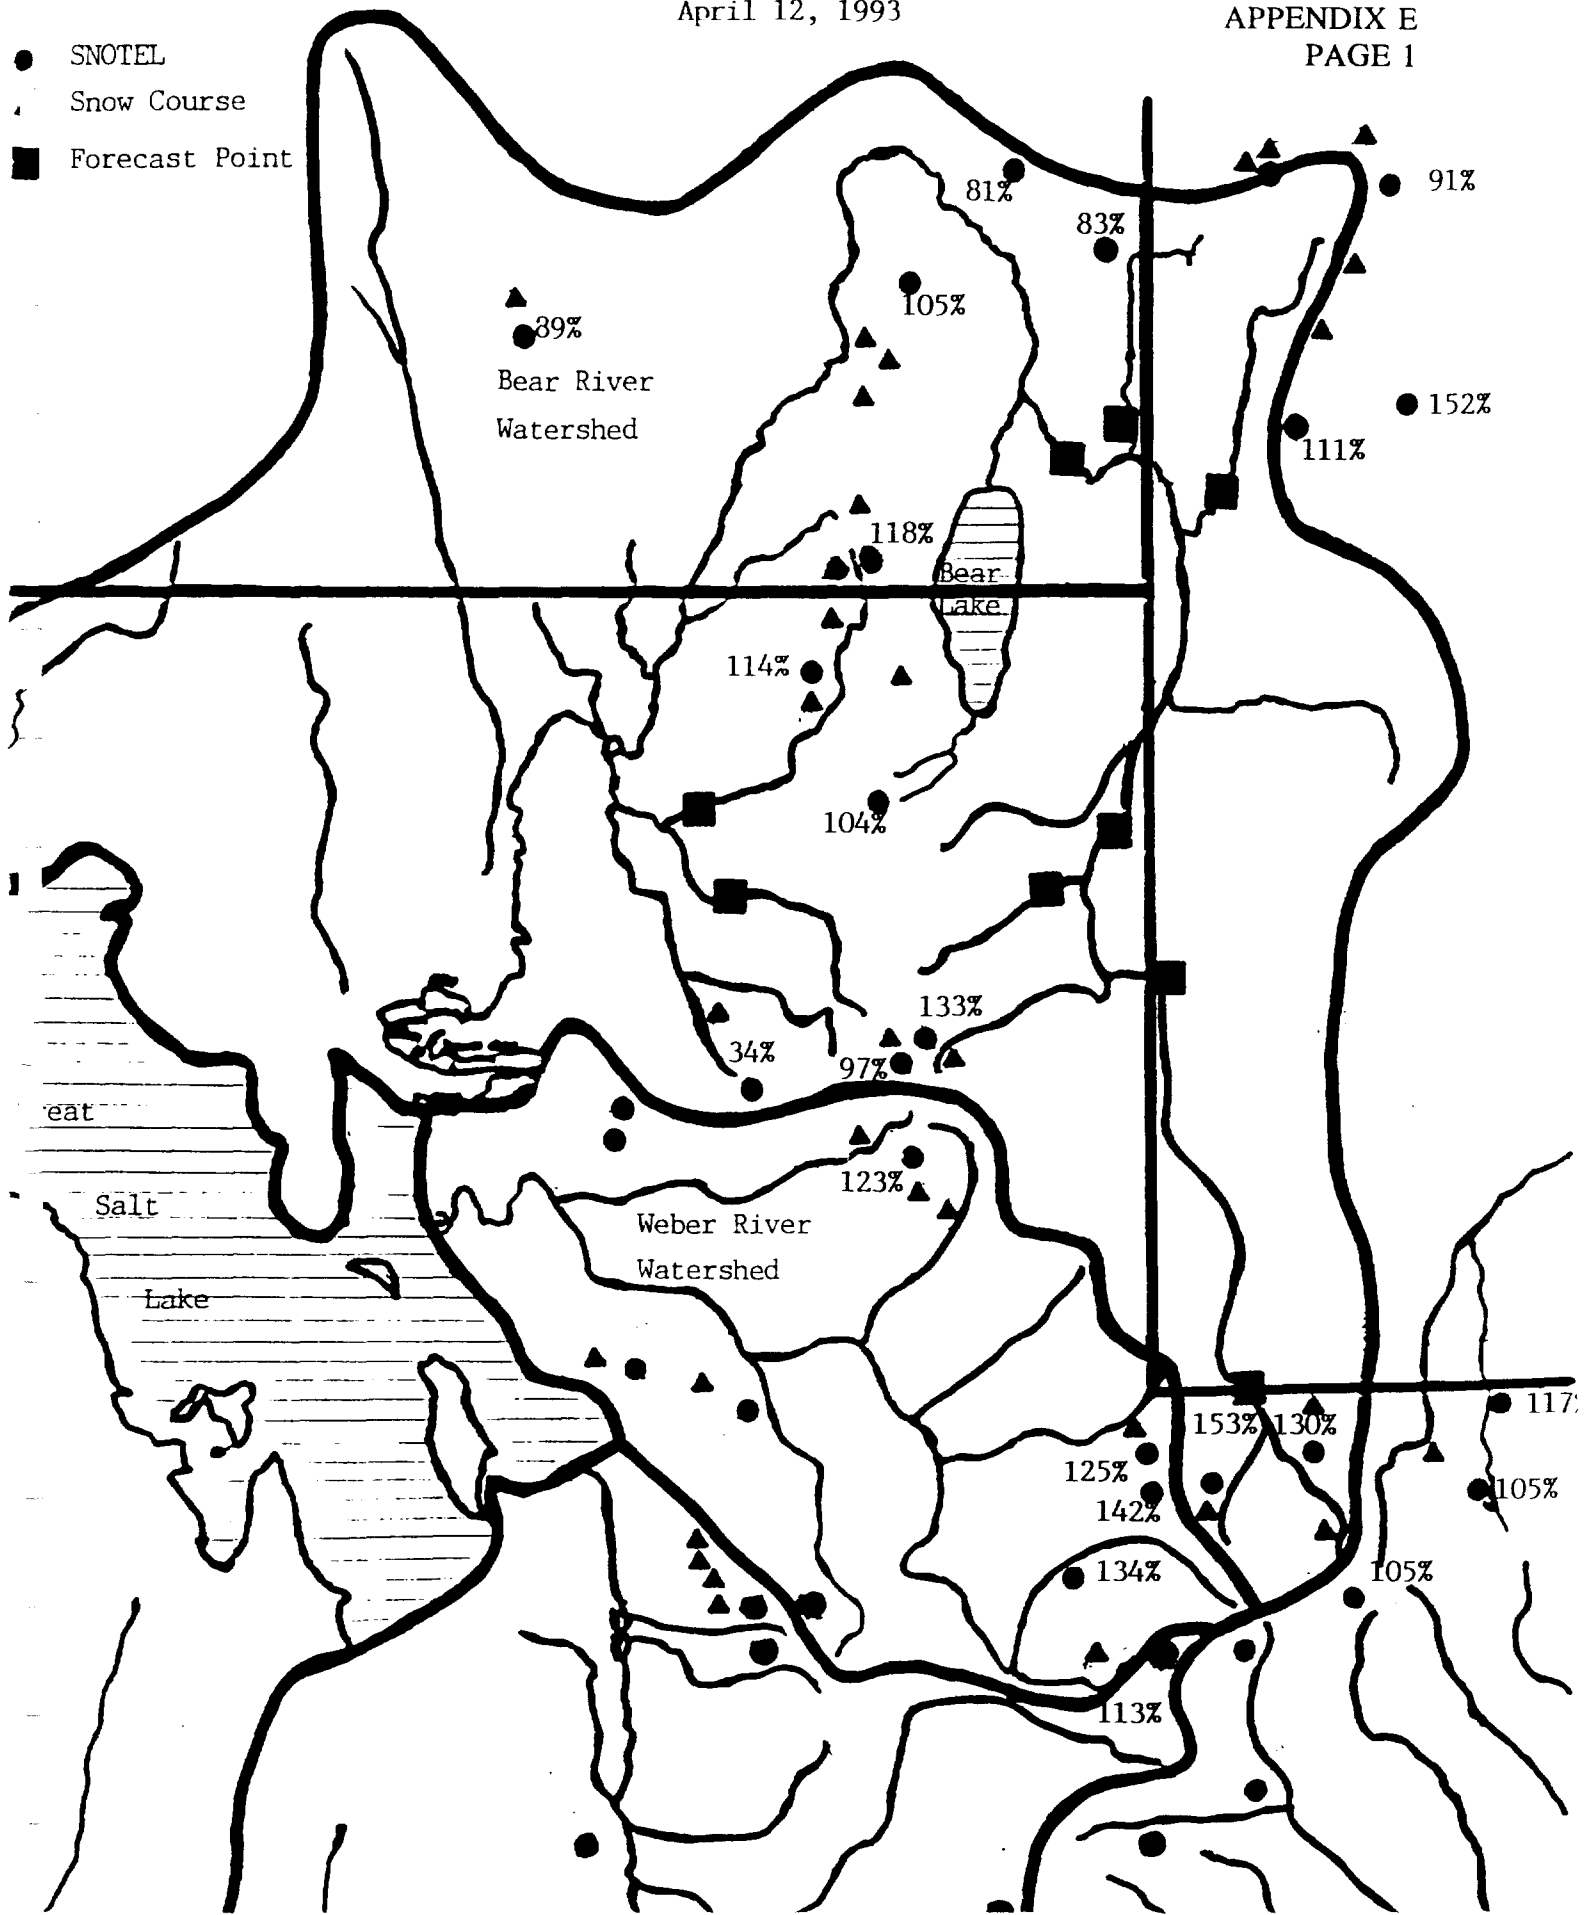 April 12, 1993
APPENDIX E
PAGE 1
SNOTEL
Snow Course
Forecast Point
81%
91%
83%
105%
39%
Bear River
Watershed
152%
111%
118%
Bear
Lake
114%
104%
133%
34%
97%
eat
123%
Salt
Weber River
Watershed
Lake
117%
153%
130%
125%
105%
142%
134%
105%
113%